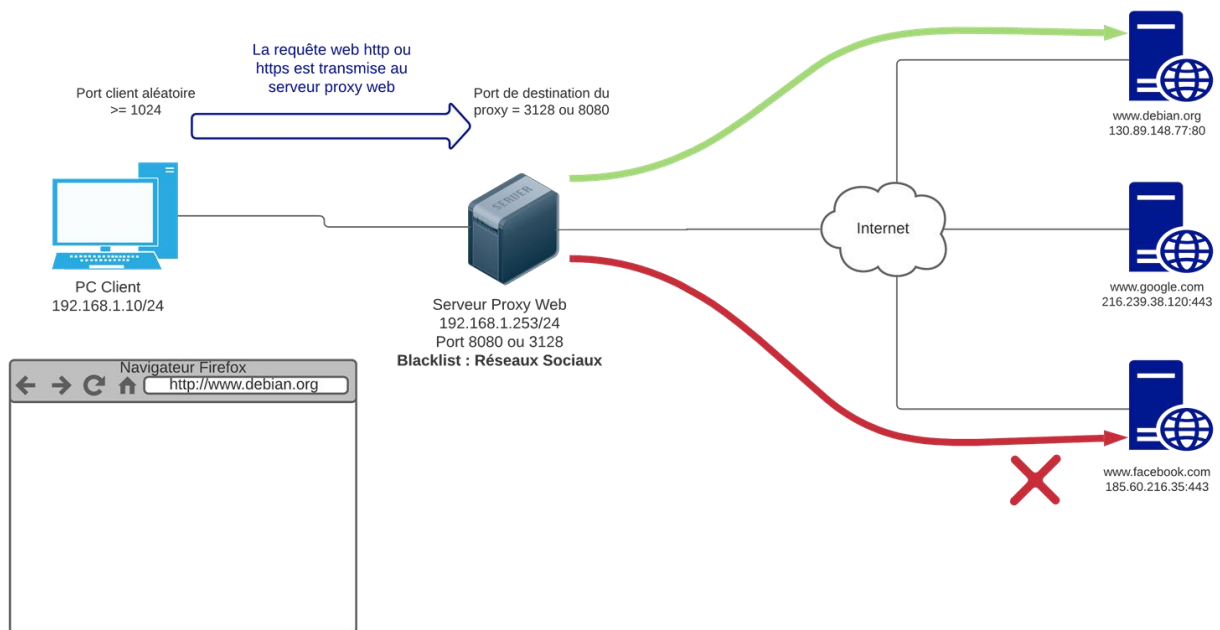 La requête web http ou
https est transmise au
serveur proxy web
Port client aléatoire
>= 1024
Port de destination du
proxy = 3128 ou 8080
SERVER
PC Client
192.168.1.10/24
Serveur Proxy Web
192.168.1.253/24
Port 8080 ou 3128
Blacklist : Réseaux Sociaux
Internet
www.debian.org
130.89.148.77:80
www.google.com
216.239.38.120:443
www.facebook.com
185.60.216.35:443
Navigateur Firefox
http://www.debian.org